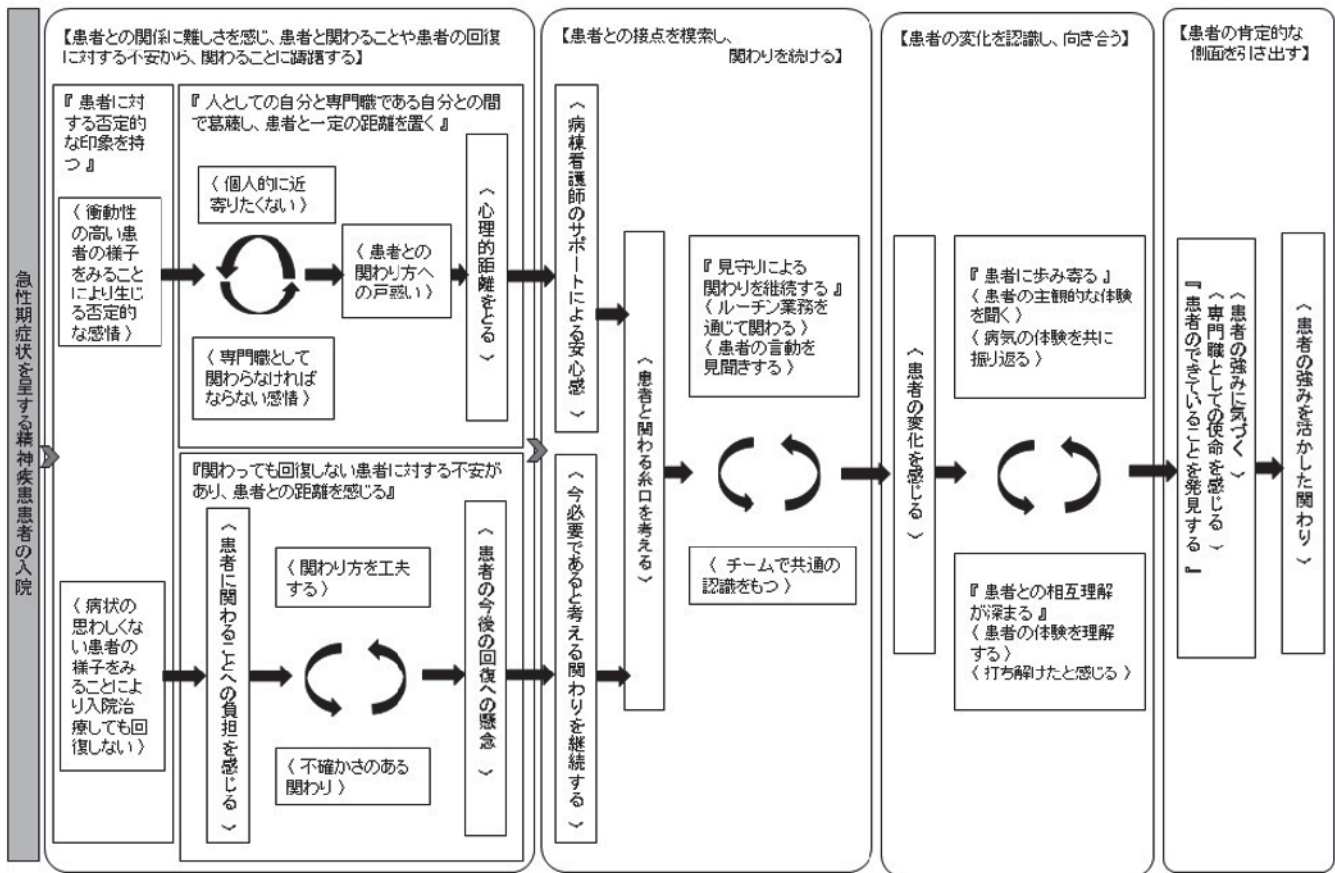 急性期症状を呈する精神疾患患者の入院
【患者との関係に難しさを感じ、患者と関わることや患者の回復
に対する不安から、関わることに躊躇する】
『 患者に対
する否定的
な印象を持
つ 』
〈 衝動性
の高い患
者の様子
をみること
により生じ
る否定的
な感情 〉
〈 病状の
思わしくな
い患者の
様子をみ
ることによ
り入院治
療しても回
復しない 〉
『 人としての自分と専門職である自分との間
で葛藤し、患者と一定の距離を置く 』
〈 個人的に近
寄りたくない 〉
〈 専門職として
関わらなければ
ならない感情 〉
〈 患者との
関わり方へ
の戸惑い 〉
〈 心理的距離をとる 〉
『関わっても回復しない患者に対する不安が
あり、患者との距離を感じる』
〈 患者に関わることへの負担を感じる 〉
〈 関わり方を工夫
する 〉
〈 不確かさのある
関わり 〉
〈 患者の今後の回復への懸念 〉
【患者との接点を模索し、
関わりを続ける】
〈 病棟看護師のサポートによる安心感 〉
〈 今必要であると考える関わりを継続する 〉
〈 患者と関わる糸口を考える 〉
『 見守りによる
関わりを継続する 』
〈 ルーチン業務を
通じて関わる 〉
〈 患者の言動を
見聞きする 〉
〈 チームで共通の
認識をもつ 〉
【患者の変化を認識し、向き合う】
〈 患者の変化を感じる 〉
『 患者に歩み寄る 』
〈 患者の主観的な体験
を聞く 〉
〈 病気の体験を共に
振り返る 〉
『 患者との相互理解
が深まる 』
〈 患者の体験を理解
する 〉
〈 打ち解けたと感じる 〉
【患者の肯定的な
側面を引き出す】
〈 患者の強みに気づく 〉
〈 専門職としての使命を感じる 〉
『 患者のできていることを発見する 』
〈 患者の強みを活かした関わり 〉